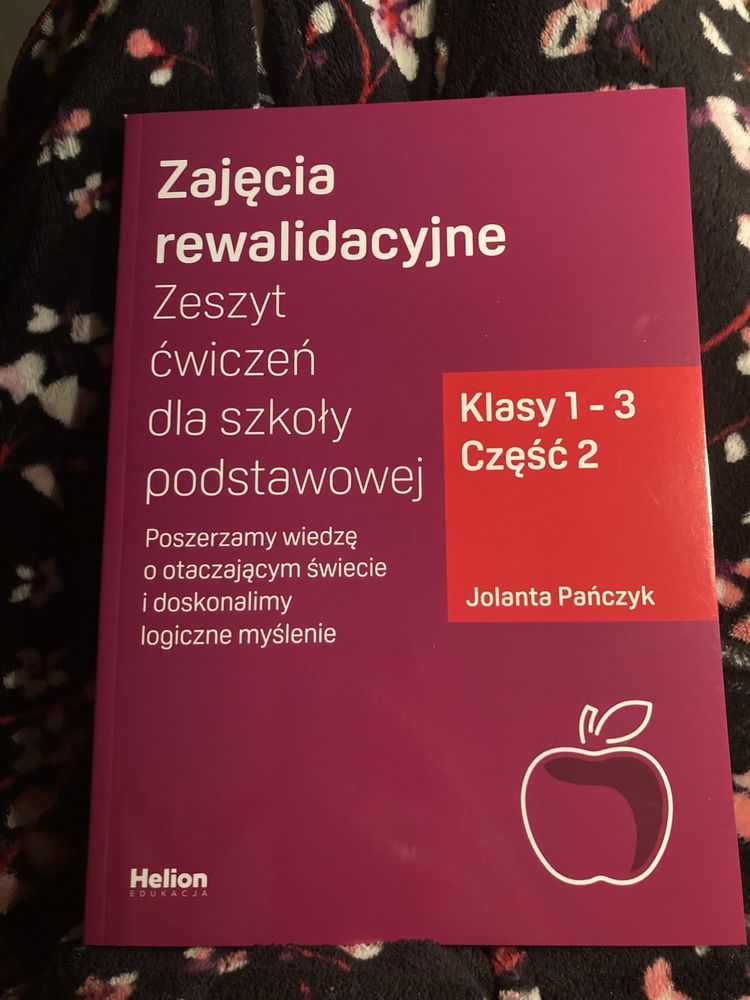 Zajęcia
rewalidacyjne
Zeszyt
ćwiczeń
dla szkoły
podstawowej
Poszerzamy wiedzę
o otaczającym świecie
i doskonalimy
logiczne myślenie
Klasy 1 - 3
Część 2
Jolanta Pańczyk
Helion
EDUKACJA